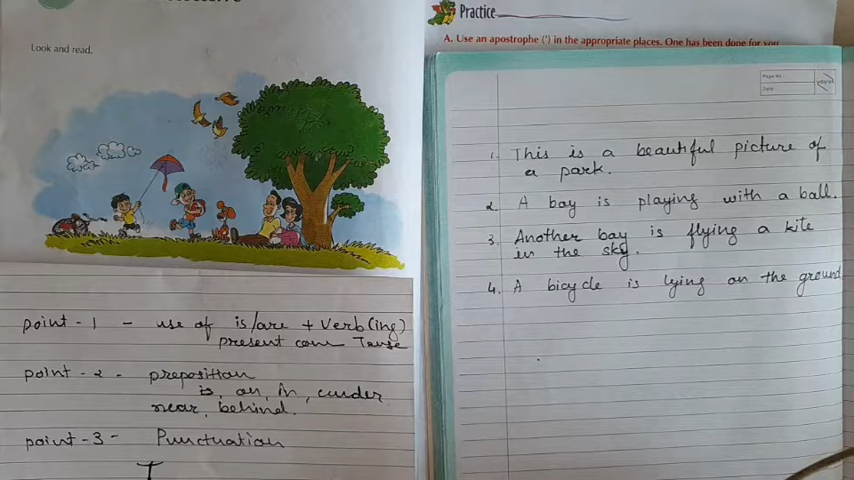 Look and read.
point-1 - use of is/are + Verb(ing)
present con Tense
point-2- preposition
is, on, in, under
near, behind.
point-3- Punctuation
Practice
A. Use an apostrophe (') in the appropriate places. One has been done for you
Page No.
Date
1. This is a beautiful picture of
a park.
2. A boy is playing with a ball.
3. Another boy is flying a kite
in the sky.
4. A bicycle is lying on the ground